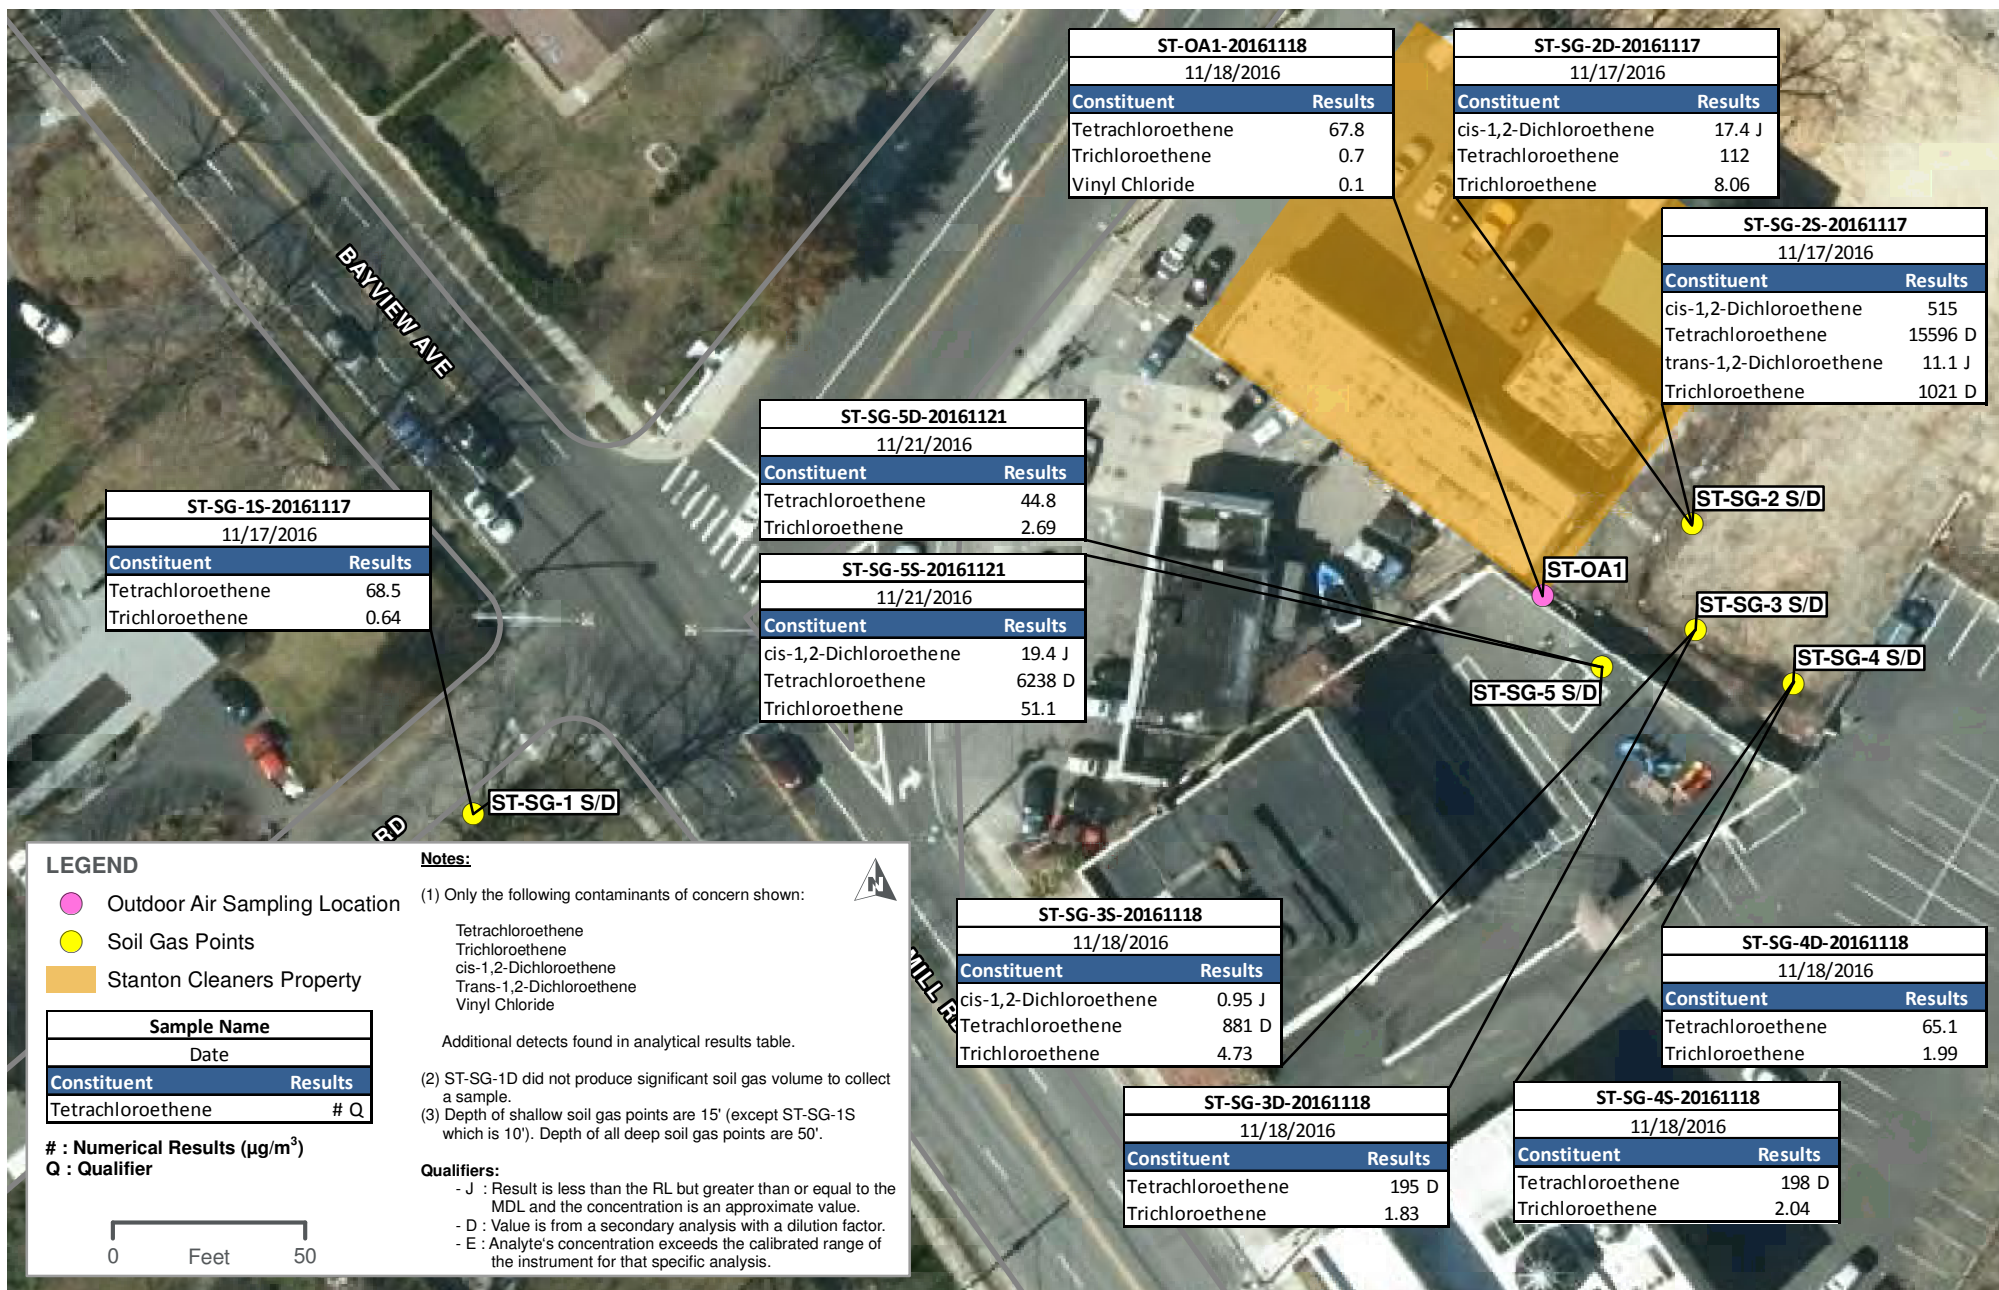 ST-OA1-20161118
11/18/2016
Constituent Results
Tetrachloroethene 67.8
Trichloroethene 0.7
Vinyl Chloride 0.1
ST-SG-2D-20161117
11/17/2016
Constituent Results
cis-1,2-Dichloroethene 17.4 J
Tetrachloroethene 112
Trichloroethene 8.06
ST-SG-2S-20161117
11/17/2016
Constituent Results
cis-1,2-Dichloroethene 515
Tetrachloroethene 15596 D
trans-1,2-Dichloroethene 11.1 J
Trichloroethene 1021 D
BAYVIEW AVE
ST-SG-5D-20161121
11/21/2016
Constituent Results
Tetrachloroethene 44.8
Trichloroethene 2.69
ST-SG-1S-20161117
11/17/2016
Constituent Results
Tetrachloroethene 68.5
Trichloroethene 0.64
ST-SG-5S-20161121
11/21/2016
Constituent Results
cis-1,2-Dichloroethene 19.4 J
Tetrachloroethene 6238 D
Trichloroethene 51.1
ST-SG-2 S/D
ST-OA1
ST-SG-3 S/D
ST-SG-4 S/D
ST-SG-5 S/D
ST-SG-1 S/D
RD
MILL R
ST-SG-3S-20161118
11/18/2016
Constituent Results
cis-1,2-Dichloroethene 0.95 J
Tetrachloroethene 881 D
Trichloroethene 4.73
ST-SG-4D-20161118
11/18/2016
Constituent Results
Tetrachloroethene 65.1
Trichloroethene 1.99
ST-SG-3D-20161118
11/18/2016
Constituent Results
Tetrachloroethene 195 D
Trichloroethene 1.83
ST-SG-4S-20161118
11/18/2016
Constituent Results
Tetrachloroethene 198 D
Trichloroethene 2.04
LEGEND
Outdoor Air Sampling Location
Soil Gas Points
Stanton Cleaners Property
Sample Name
Date
Constituent Results
Tetrachloroethene # Q
# : Numerical Results (µg/m³)
Q : Qualifier
0 Feet 50
Notes:
N
(1) Only the following contaminants of concern shown:
Tetrachloroethene
Trichloroethene
cis-1,2-Dichloroethene
Trans-1,2-Dichloroethene
Vinyl Chloride
Additional detects found in analytical results table.
(2) ST-SG-1D did not produce significant soil gas volume to collect
a sample.
(3) Depth of shallow soil gas points are 15' (except ST-SG-1S
which is 10'). Depth of all deep soil gas points are 50'.
Qualifiers:
- J : Result is less than the RL but greater than or equal to the
MDL and the concentration is an approximate value.
- D : Value is from a secondary analysis with a dilution factor.
- E : Analyte's concentration exceeds the calibrated range of
the instrument for that specific analysis.